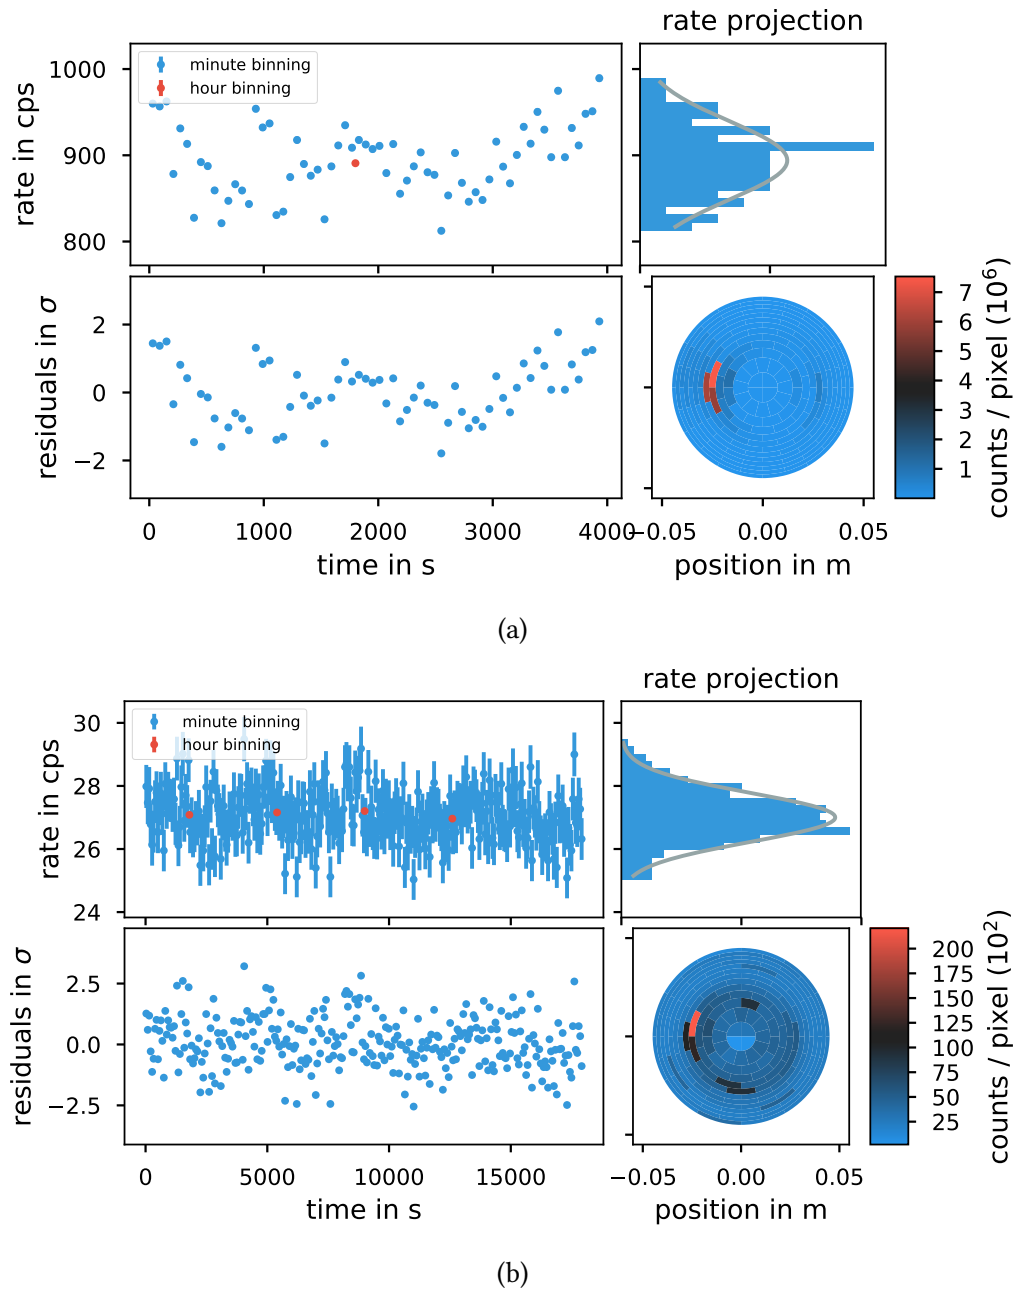 rate projection
1000
900
800
rate in cps
minute binning
hour binning
2
0
−2
residuals in σ
0 1000 2000 3000 4000
time in s
−0.05 0.00 0.05
position in m
7
6
5
4
3
2
1
counts / pixel (10⁶)
(a)
rate projection
30
28
26
24
rate in cps
minute binning
hour binning
2.5
0.0
−2.5
residuals in σ
0 5000 10000 15000
time in s
−0.05 0.00 0.05
position in m
200
175
150
125
100
75
50
25
counts / pixel (10²)
(b)